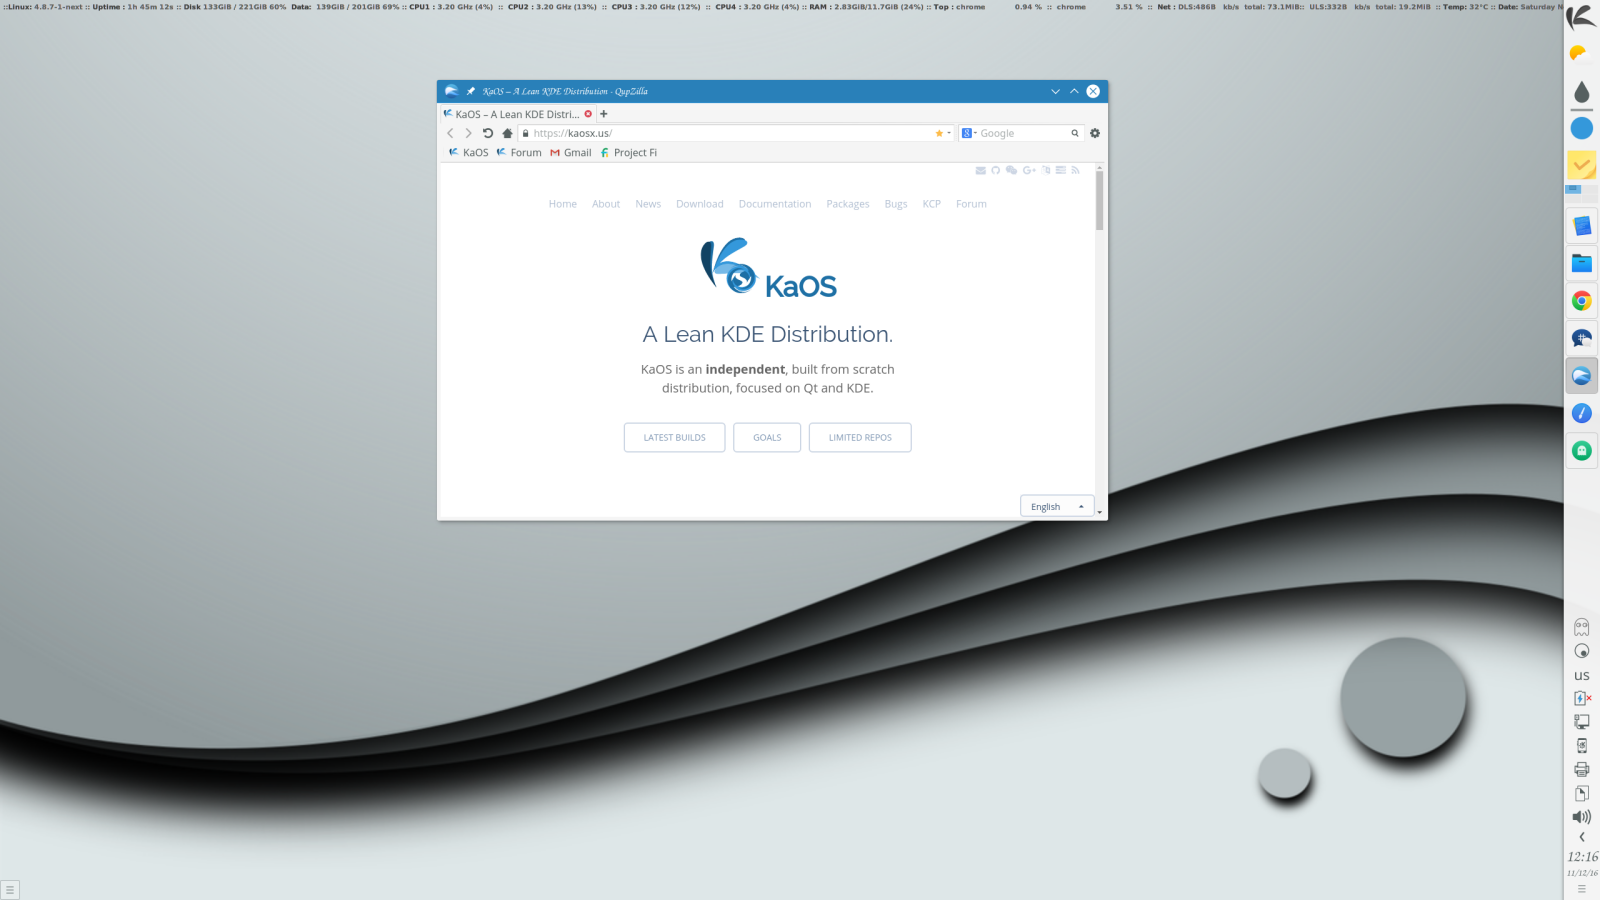 ::Linux: 4.8.7-1-next :: Uptime : 1h 45m 12s :: Disk 133GiB / 221GiB 60% Data: 139GiB / 201GiB 69% :: CPU1 : 3.20 GHz (4%) :: CPU2 : 3.20 GHz (13%) :: CPU3 : 3.20 GHz (12%) :: CPU4 : 3.20 GHz (4%) :: RAM : 2.83GiB/11.7GiB (24%) :: Top : chrome 0.94 % :: chrome 3.51 % :: Net : DLS:486B kb/s total: 73.1MiB:: ULS:332B kb/s total: 19.2MiB :: Temp: 32°C :: Date: Saturday N
KaOS – A Lean KDE Distribution - QupZilla
KaOS – A Lean KDE Distri...
https://kaosx.us/
Google
KaOS Forum Gmail Project Fi
Home About News Download Documentation Packages Bugs KCP Forum
KaOS
A Lean KDE Distribution.
KaOS is an independent, built from scratch
distribution, focused on Qt and KDE.
LATEST BUILDS GOALS LIMITED REPOS
English
us
12:16
11/12/16